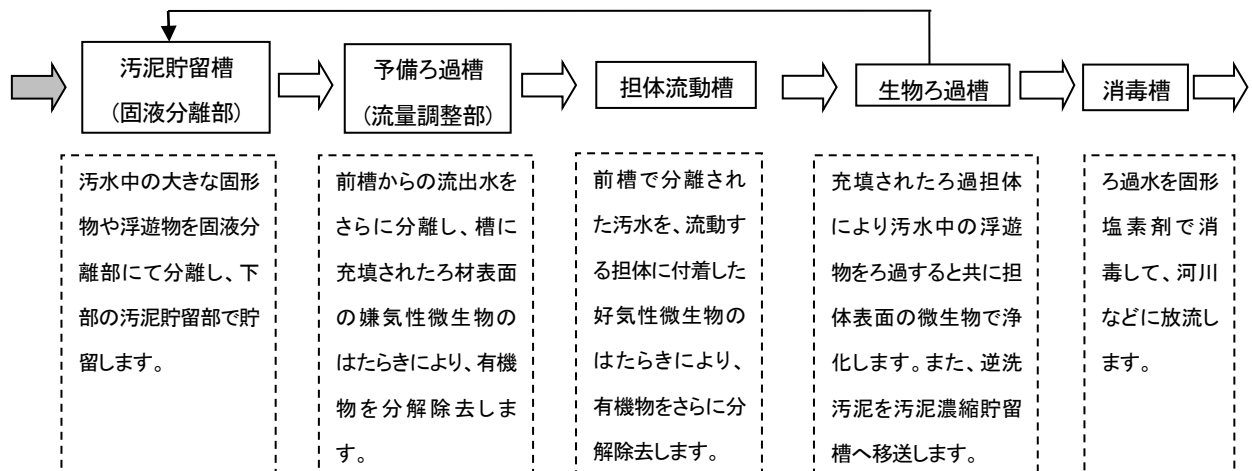 汚泥貯留槽
(固液分離部)
予備ろ過槽
(流量調整部)
担体流動槽
生物ろ過槽
消毒槽
汚水中の大きな固形
物や浮遊物を固液分
離部にて分離し、下
部の汚泥貯留部で貯
留します。
前槽からの流出水を
さらに分離し、槽に
充填されたろ材表面
の嫌気性微生物の
はたらきにより、有機
物を分解除去しま
す。
前槽で分離され
た汚水を、流動す
る担体に付着した
好気性微生物の
はたらきにより、
有機物をさらに分
解除去します。
充填されたろ過担体
により汚水中の浮遊
物をろ過すると共に担
体表面の微生物で浄
化します。また、逆洗
汚泥を汚泥濃縮貯留
槽へ移送します。
ろ過水を固形
塩素剤で消
毒して、河川
などに放流し
ます。